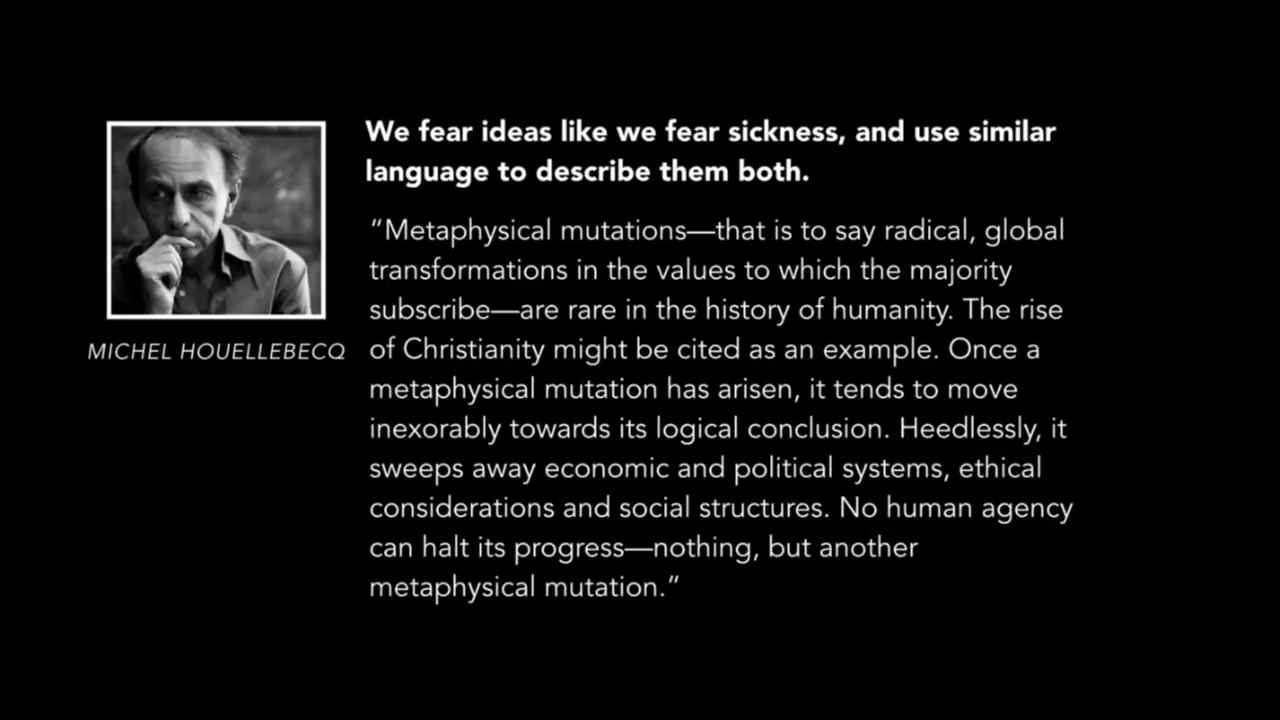 We fear ideas like we fear sickness, and use similar
language to describe them both.
“Metaphysical mutations—that is to say radical, global
transformations in the values to which the majority
subscribe—are rare in the history of humanity. The rise
of Christianity might be cited as an example. Once a
metaphysical mutation has arisen, it tends to move
inexorably towards its logical conclusion. Heedlessly, it
sweeps away economic and political systems, ethical
considerations and social structures. No human agency
can halt its progress—nothing, but another
metaphysical mutation.”
MICHEL HOUELLEBECQ